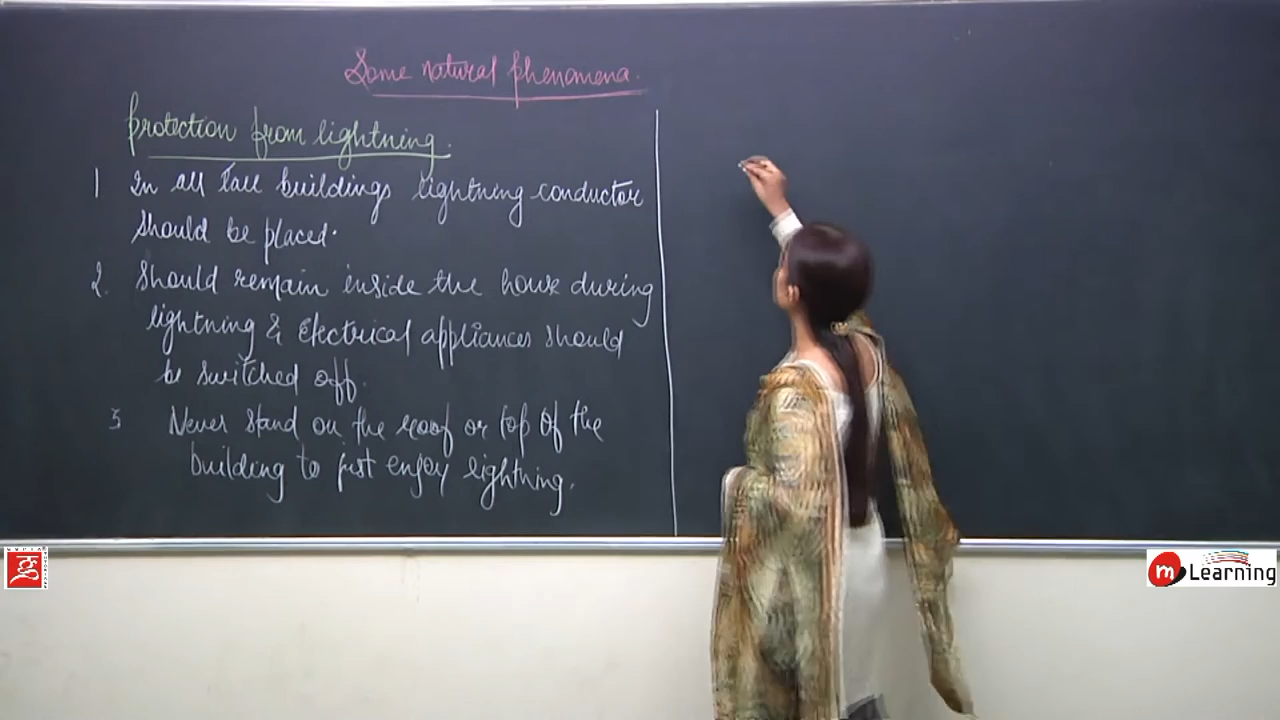 Some natural phenomena.
Protection from lightning.
1 In all tall buildings lightning conductor
should be placed.
2. Should remain inside the house during
lightning & Electrical appliances should
be switched off.
3 Never stand on the roof or top of the
building to just enjoy lightning.
m Learning